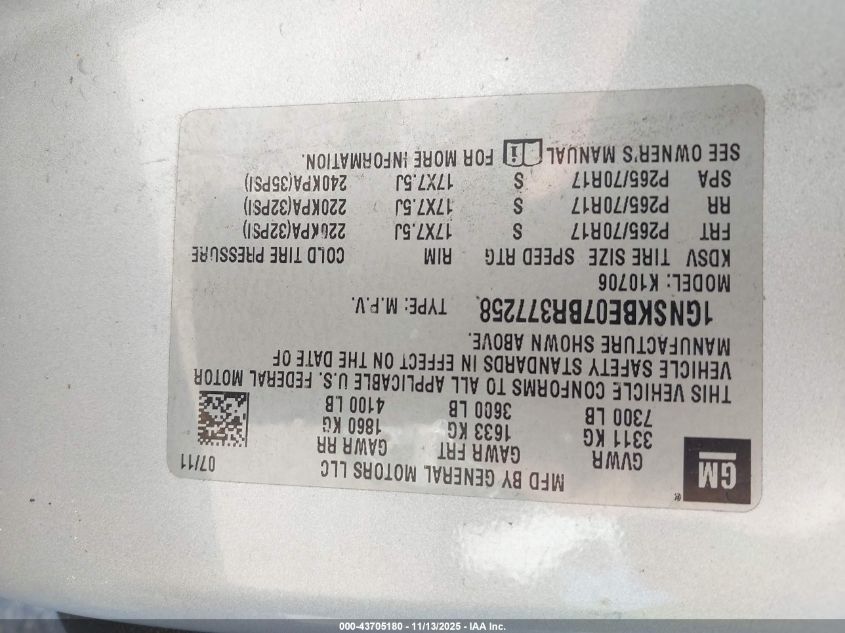 MFD BY GENERAL MOTORS LLC
07/11
GM
®
GVWR GAWR FRT GAWR RR
3311 KG 1633 KG 1860 KG
7300 LB 3600 LB 4100 LB
THIS VEHICLE CONFORMS TO ALL APPLICABLE U.S. FEDERAL MOTOR
VEHICLE SAFETY STANDARDS IN EFFECT ON THE DATE OF
MANUFACTURE SHOWN ABOVE.
1GNSKBE07BR377258 TYPE: M.P.V.
MODEL: K10706
KDSV TIRE SIZE SPEED RTG RIM COLD TIRE PRESSURE
FRT P265/70R17 S 17X7.5J 220KPA(32PSI)
RR P265/70R17 S 17X7.5J 220KPA(32PSI)
SPA P265/70R17 S 17X7.5J 240KPA(35PSI)
SEE OWNER'S MANUAL i FOR MORE INFORMATION.
000-43705180 - 11/13/2025 - IAA Inc.